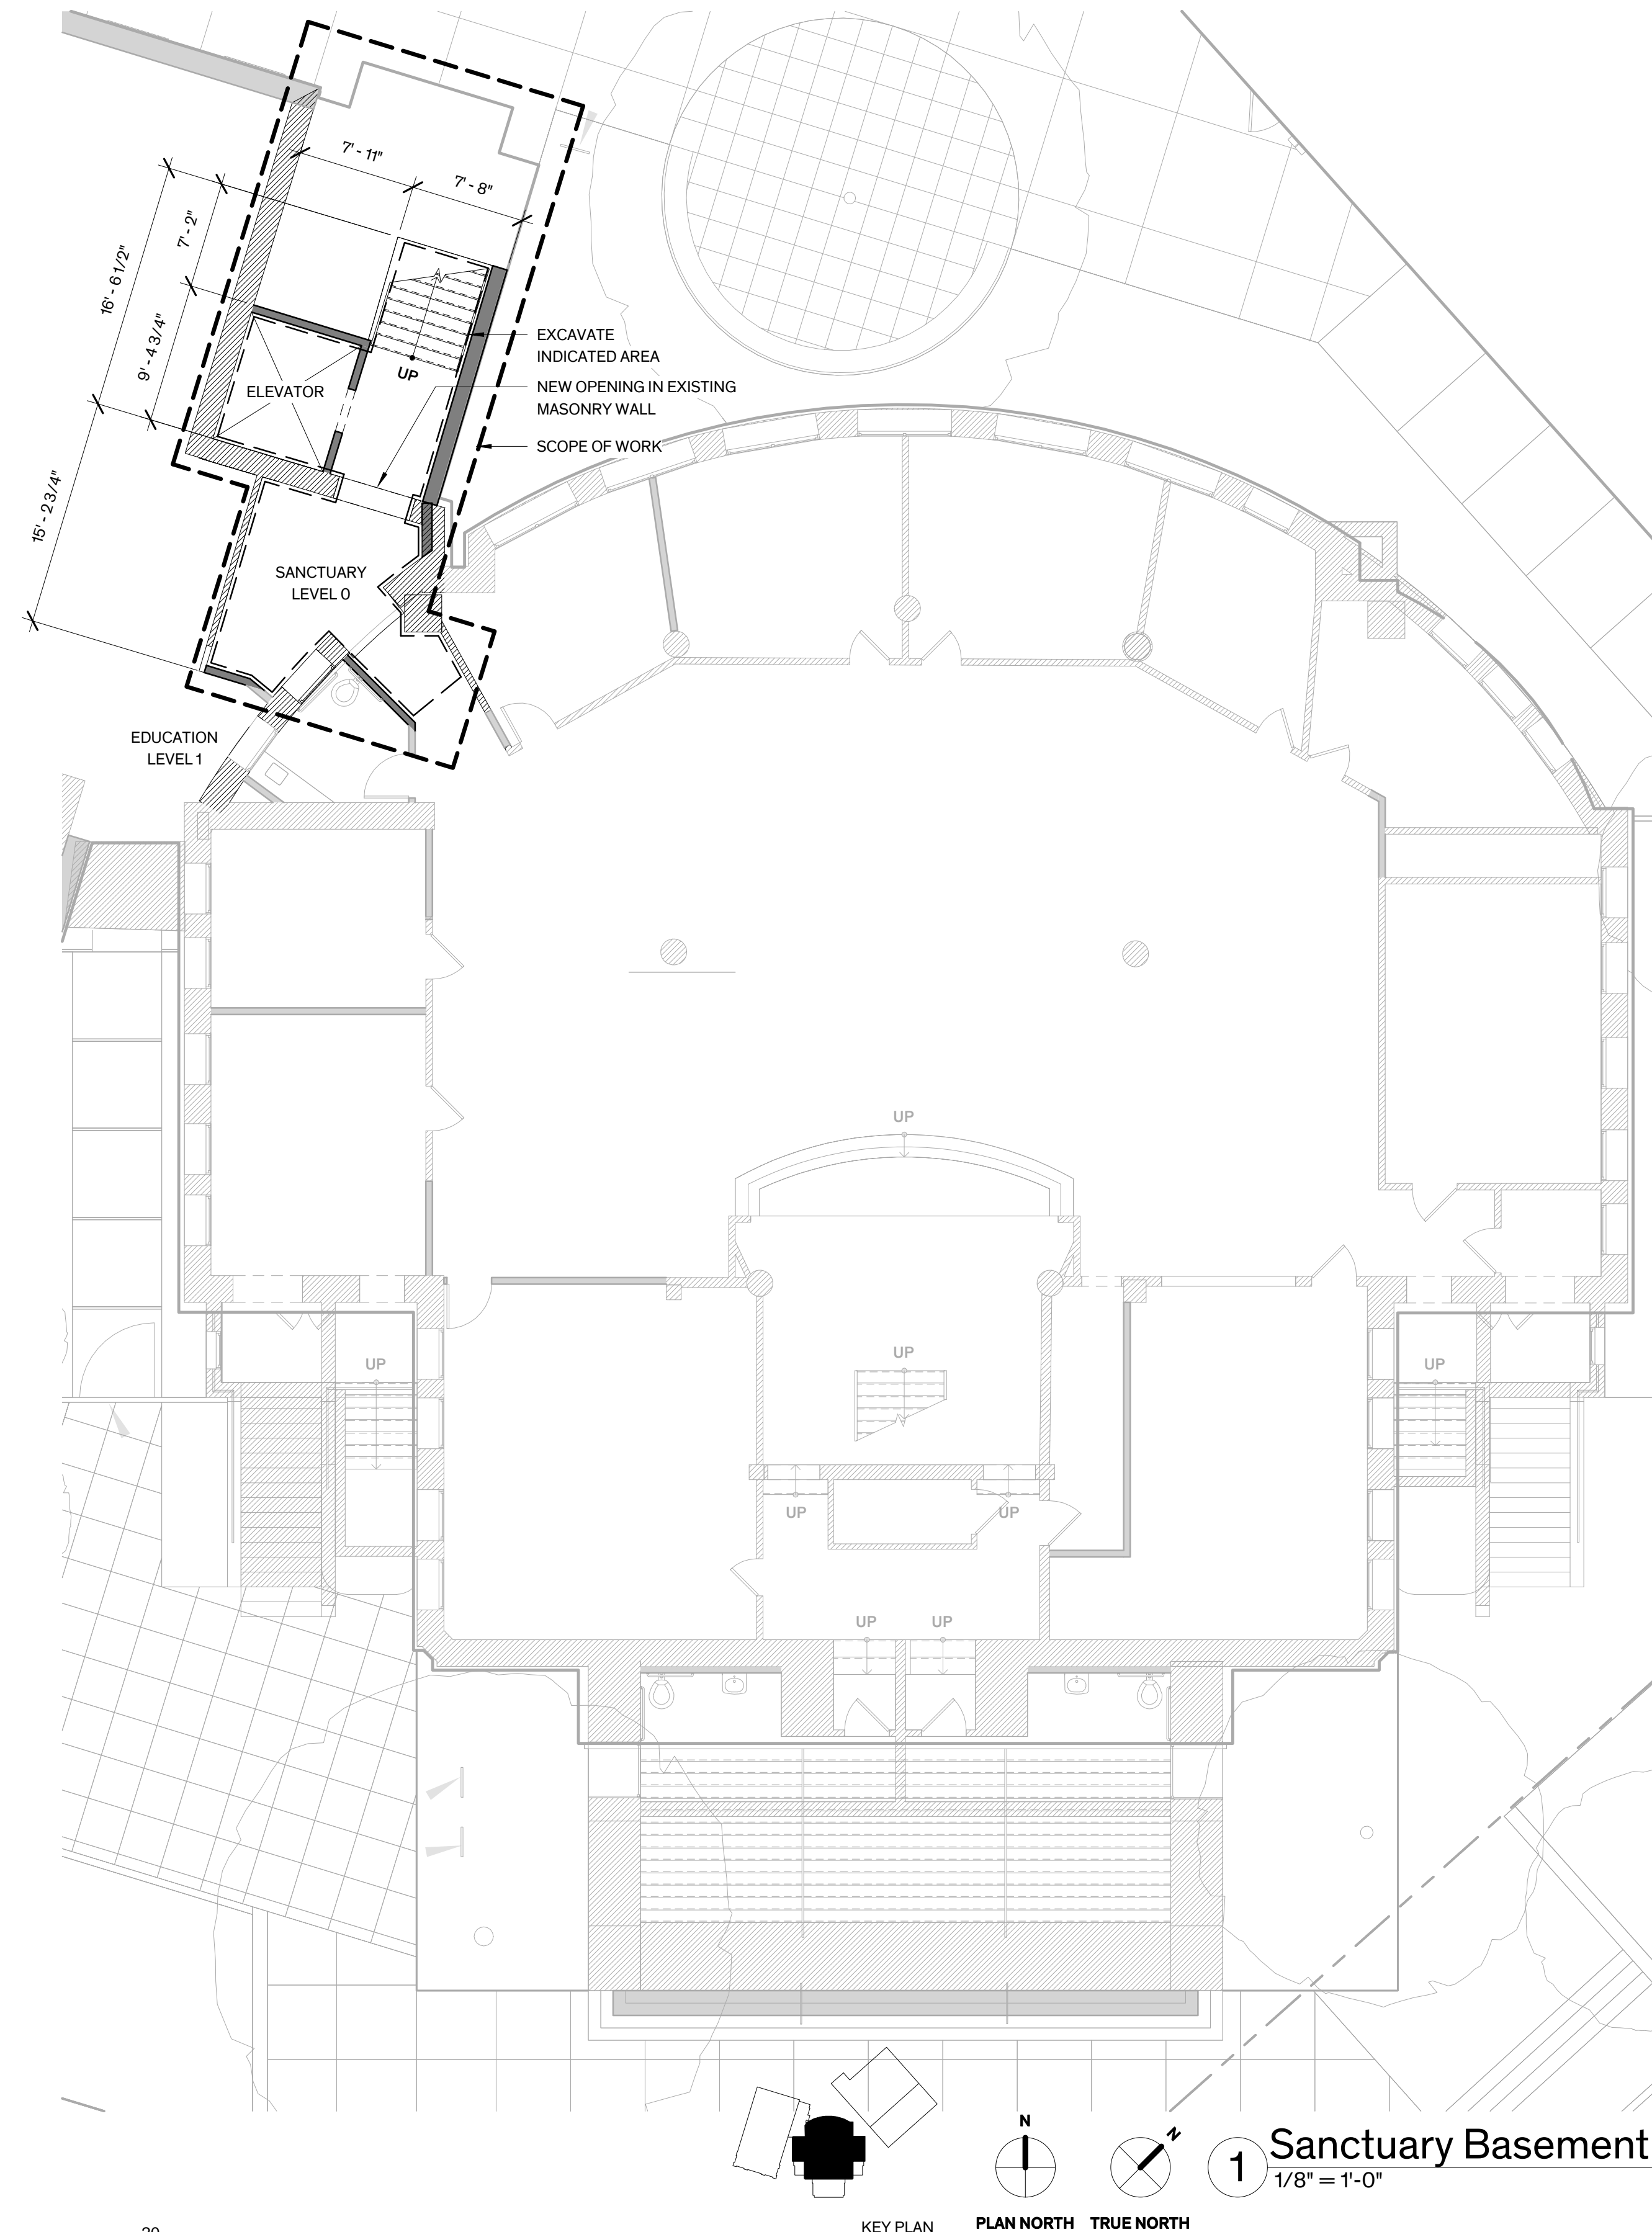 7' - 11"
7' - 8"
7' - 2"
16' - 6 1/2"
9' - 4 3/4"
EXCAVATE
INDICATED AREA
UP
NEW OPENING IN EXISTING
MASONRY WALL
ELEVATOR
SCOPE OF WORK
15' - 2 3/4"
SANCTUARY
LEVEL 0
EDUCATION
LEVEL 1
UP
UP
UP
UP
UP
UP
UP
UP
N
N
1
Sanctuary Basement
1/8" = 1'-0"
KEY PLAN
PLAN NORTH
TRUE NORTH